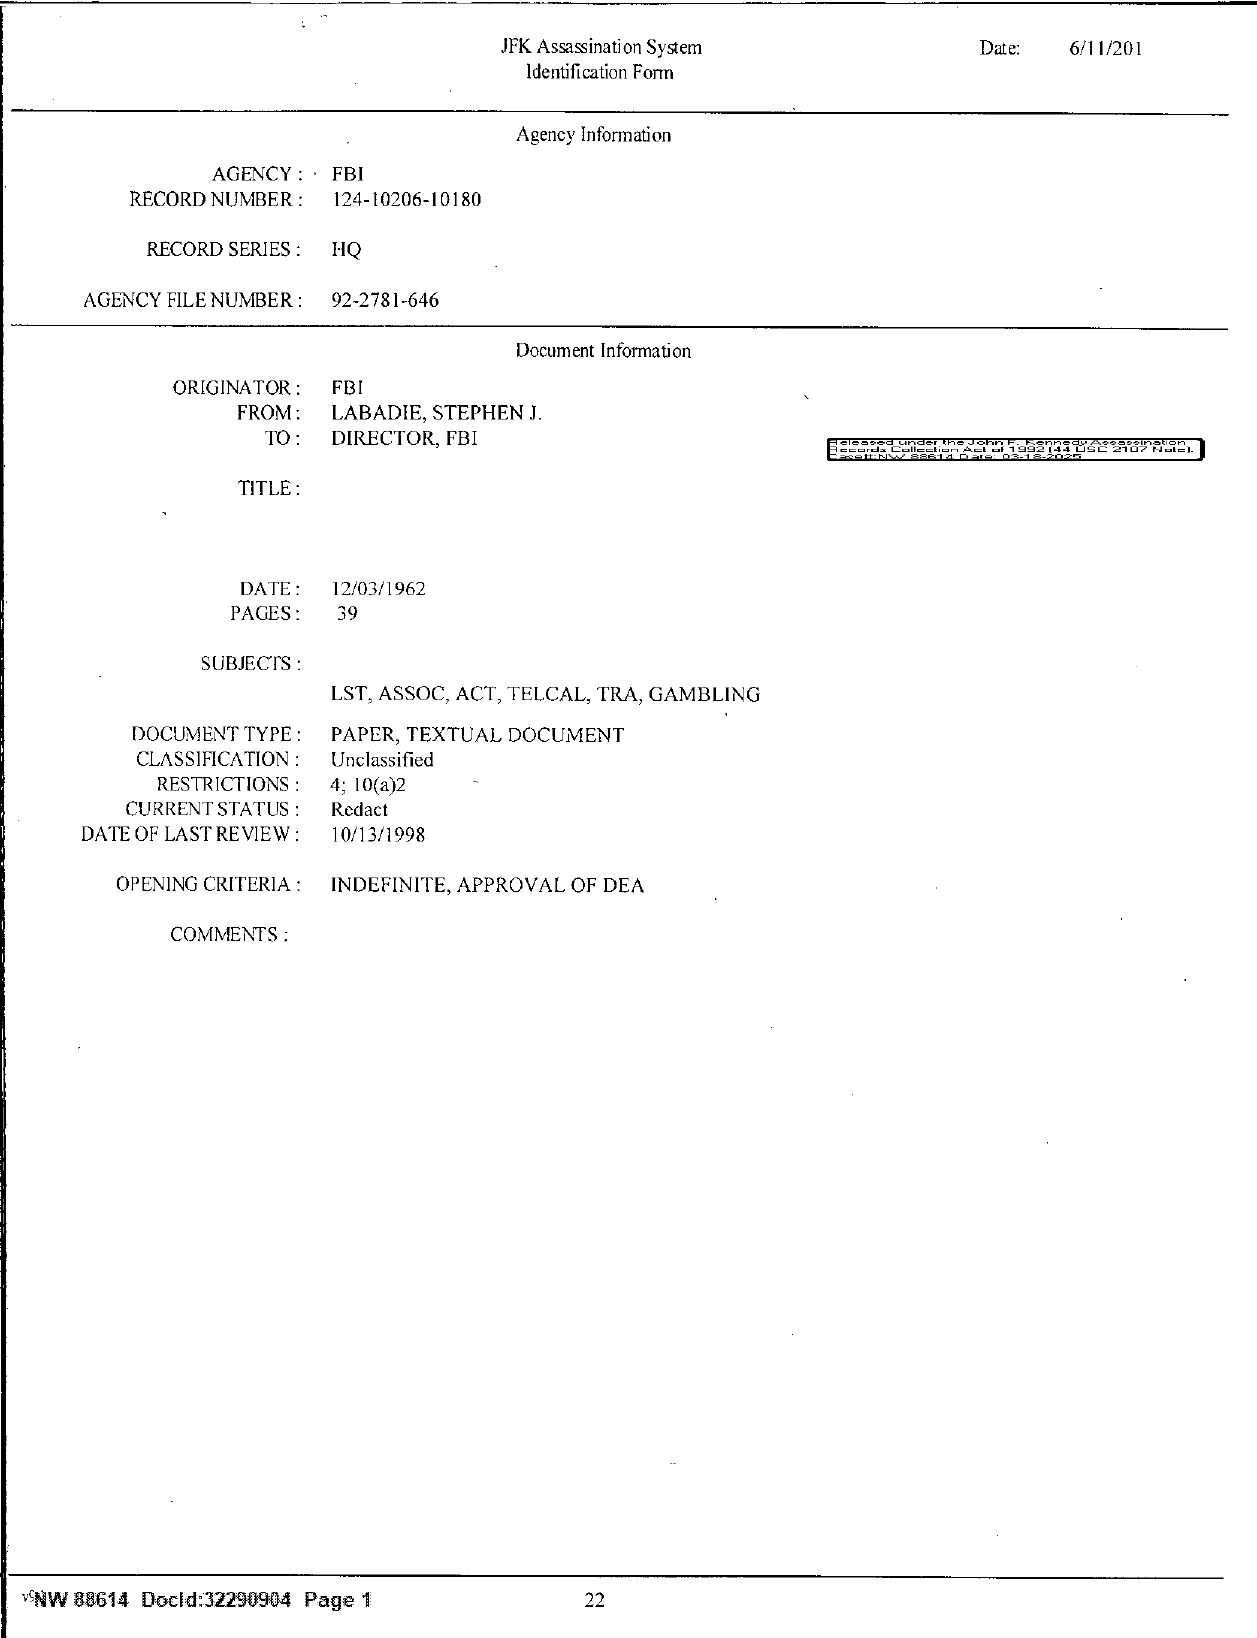 JFK Assassination System
Date: 6/11/201
Identification Form
Agency Information
AGENCY : FBI
RECORD NUMBER : 124-10206-10180
RECORD SERIES : HQ
AGENCY FILE NUMBER : 92-2781-646
Document Information
ORIGINATOR : FBI
FROM : LABADIE, STEPHEN J.
TO : DIRECTOR, FBI
Released under the John F. Kennedy Assassination
Records Collection Act of 1992 (44 USC 2107 Note).
Case#:NW 88614 Date: 03-18-2025
TITLE :
DATE : 12/03/1962
PAGES : 39
SUBJECTS :
LST, ASSOC, ACT, TELCAL, TRA, GAMBLING
DOCUMENT TYPE : PAPER, TEXTUAL DOCUMENT
CLASSIFICATION : Unclassified
RESTRICTIONS : 4; 10(a)2
CURRENT STATUS : Redact
DATE OF LAST REVIEW : 10/13/1998
OPENING CRITERIA : INDEFINITE, APPROVAL OF DEA
COMMENTS :
NW 88614 DocId:32290904 Page 1
22